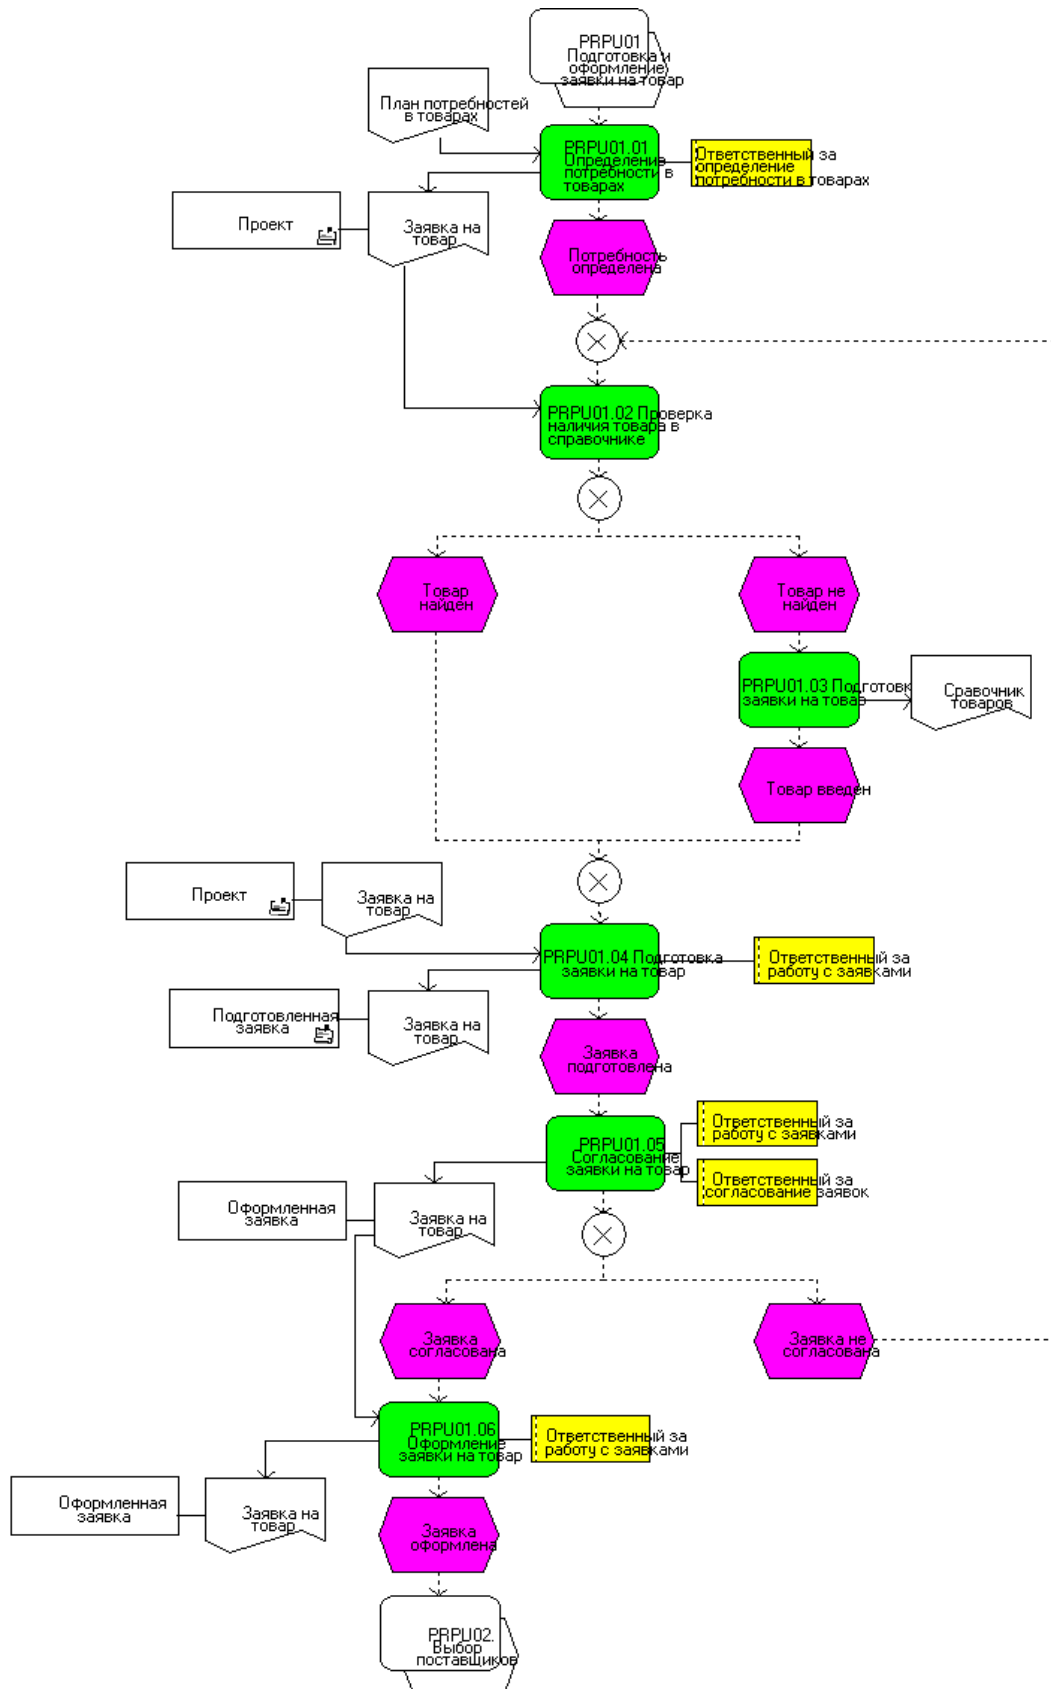 PRPU01
Подготовка и
оформление
заявки на товар
План потребностей
в товарах
PRPU01.01
Определение
потребности в
товарах
Ответственный за
определение
потребности в товарах
Проект
Заявка на
товар
Потребность
определена
PRPU01.02 Проверка
наличия товара в
справочнике
Товар
найден
Товар не
найден
PRPU01.03 Подготовк
заявки на товар
Сравочник
товаров
Товар введен
Проект
Заявка на
товар
PRPU01.04 Подготовка
заявки на товар
Ответственный за
работу с заявками
Подготовленная
заявка
Заявка на
товар
Заявка
подготовлена
PRPU01.05
Согласование
заявки на товар
Ответственный за
работу с заявками
Ответственный за
согласование заявок
Оформленная
заявка
Заявка на
товар
Заявка
согласована
Заявка не
согласована
PRPU01.06
Оформление
заявки на товар
Ответственный за
работу с заявками
Оформленная
заявка
Заявка на
товар
Заявка
оформлена
PRPU02.
Выбор
поставщиков